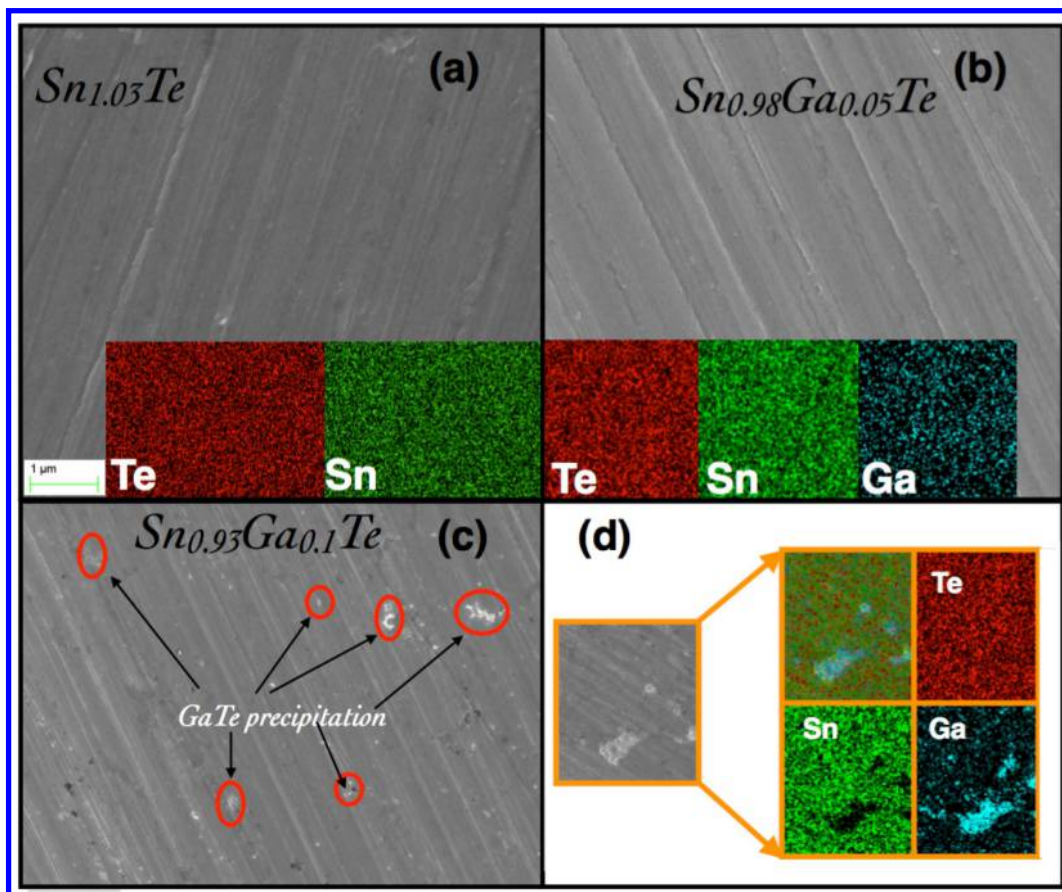 Sn1.03Te
(a)
1 µm
Te
Sn
(b)
Sn0.98Ga0.05Te
Te
Sn
Ga
Sn0.93Ga0.1Te
(c)
GaTe precipitation
(d)
Te
Sn
Ga